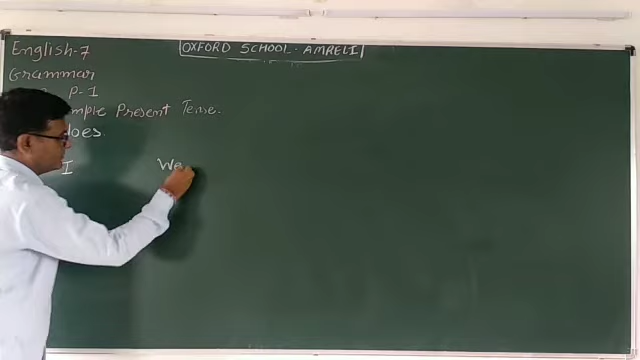 OXFORD SCHOOL. AMRELI
English-7
Grammar
P-1
Present Tense.
I We